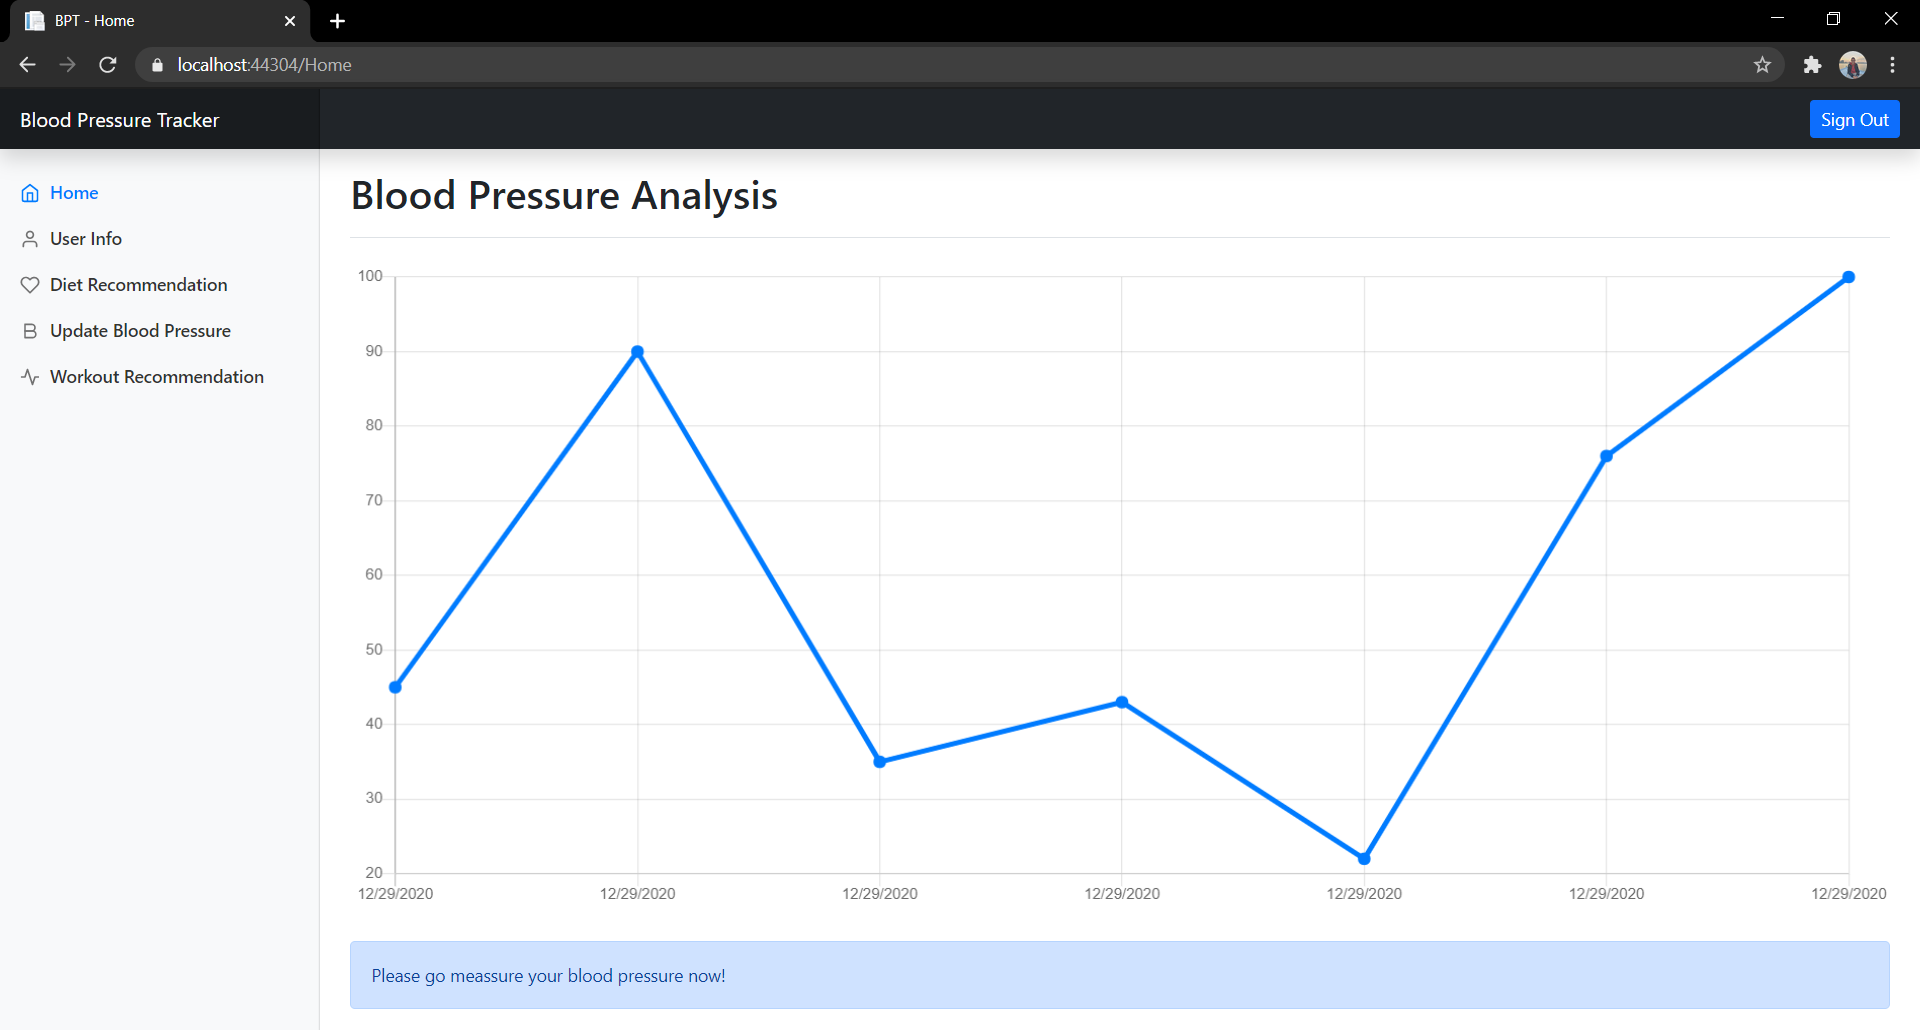 BPT - Home
localhost:44304/Home
Blood Pressure Tracker
Sign Out
Home
User Info
Diet Recommendation
Update Blood Pressure
Workout Recommendation
Blood Pressure Analysis
100
90
80
70
60
50
40
30
20
12/29/2020 12/29/2020 12/29/2020 12/29/2020 12/29/2020 12/29/2020 12/29/2020
Please go meassure your blood pressure now!